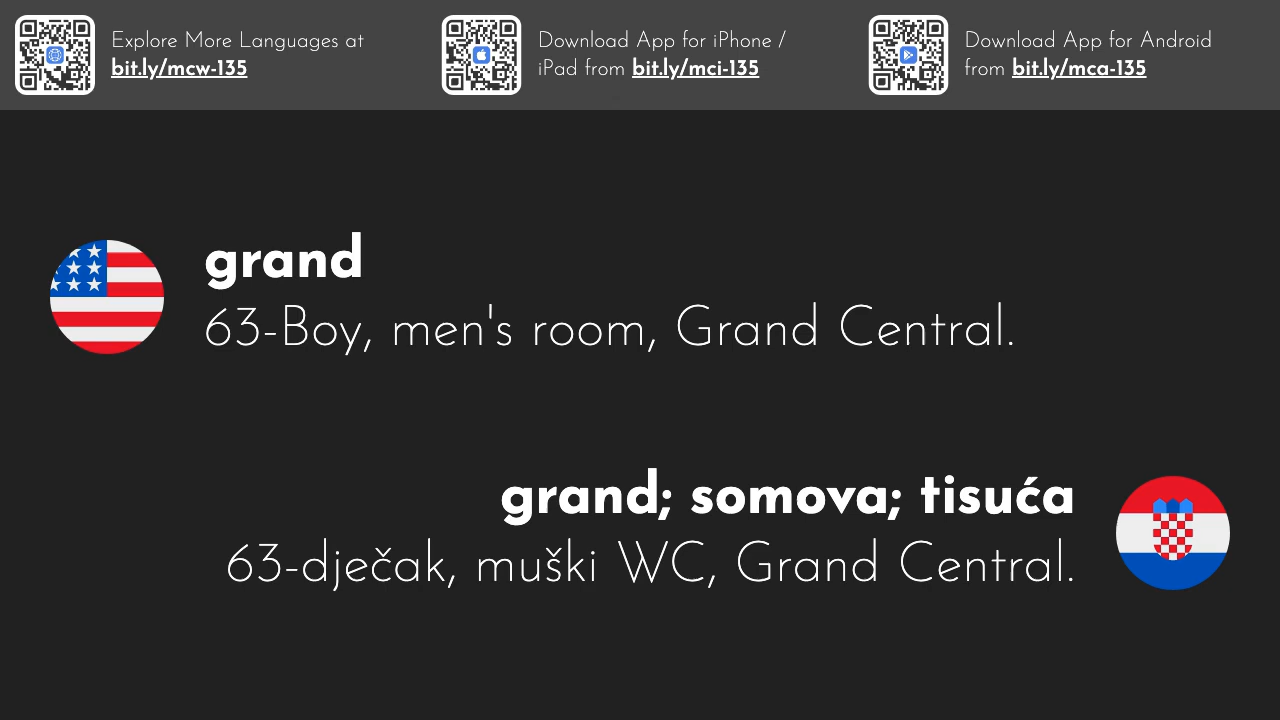 Explore More Languages at
bit.ly/mcw-135
Download App for iPhone /
iPad from bit.ly/mci-135
Download App for Android
from bit.ly/mca-135
grand
63-Boy, men's room, Grand Central.
grand; somova; tisuća
63-dječak, muški WC, Grand Central.